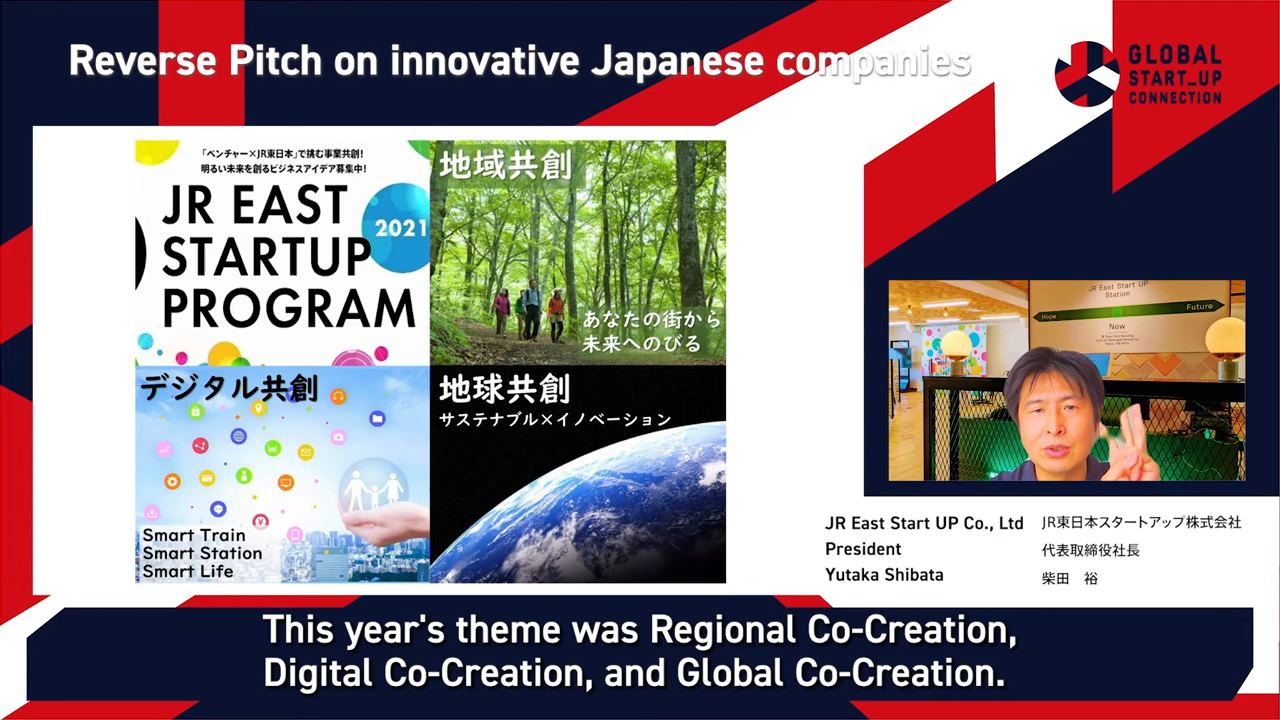 Reverse Pitch on innovative Japanese companies
GLOBAL
START_UP
CONNECTION
「ベンチャー×JR東日本」で挑む事業共創!
明るい未来を創るビジネスアイデア募集中!
JR EAST
STARTUP
PROGRAM
2021
地域共創
あなたの街から
未来へのびる
デジタル共創
Smart Train
Smart Station
Smart Life
地球共創
サステナブル×イノベーション
JR East Start UP
Station
Hope
Future
Now
JR East Start UP Co., Ltd
President
Yutaka Shibata
JR東日本スタートアップ株式会社
代表取締役社長
柴田 裕
This year's theme was Regional Co-Creation,
Digital Co-Creation, and Global Co-Creation.